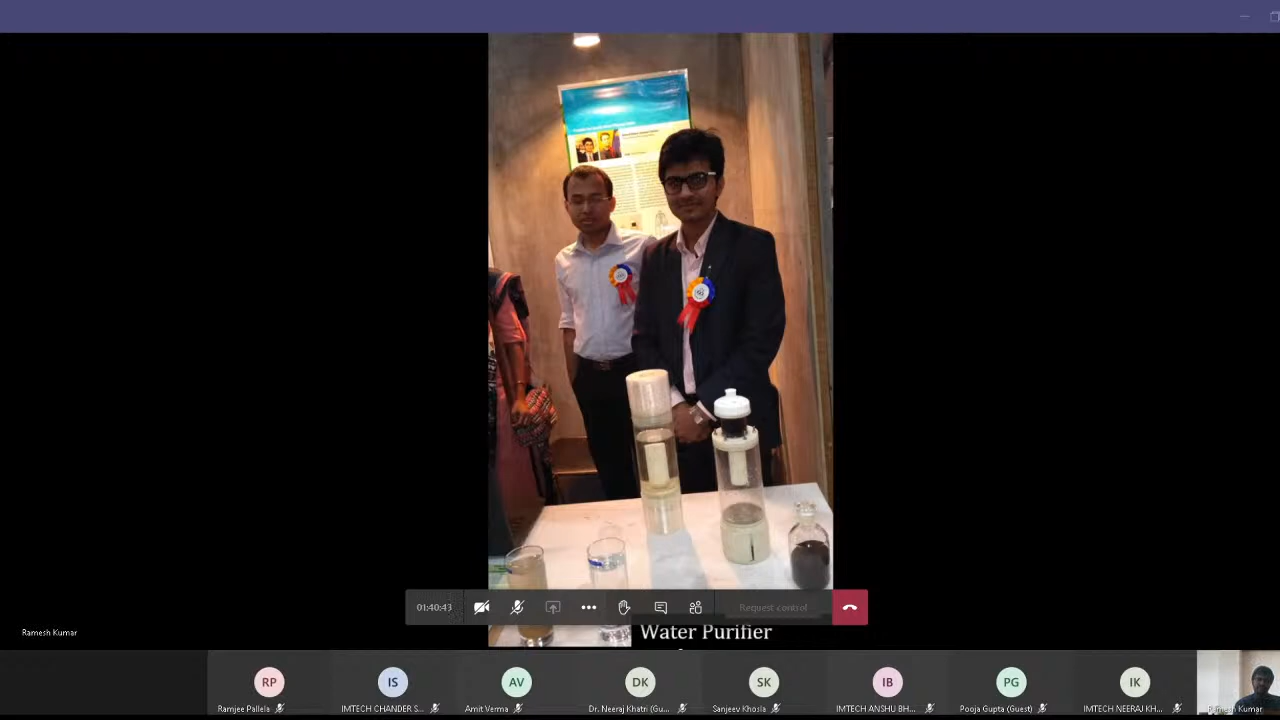 01:40:43
Request control
Ramesh Kumar
Water Purifier
RP
IS
AV
DK
SK
IB
PG
IK
Ramjee Pallela
IMTECH CHANDER S...
Amit Verma
Dr. Neeraj Khatri (Gu...
Sanjeev Khosla
IMTECH ANSHU BH...
Pooja Gupta (Guest)
IMTECH NEERAJ KH...
Ramesh Kumar